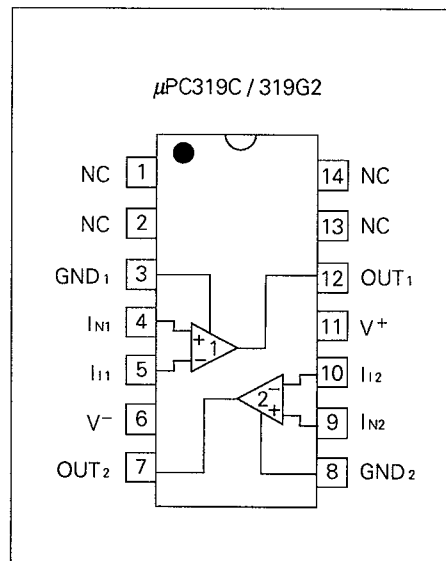 μPC319C / 319G2
NC 1 14 NC
NC 2 13 NC
GND1 3 12 OUT1
IN1 4 11 V+
II1 5 10 II2
V− 6 9 IN2
OUT2 7 8 GND2
+ 1 −
2 − +